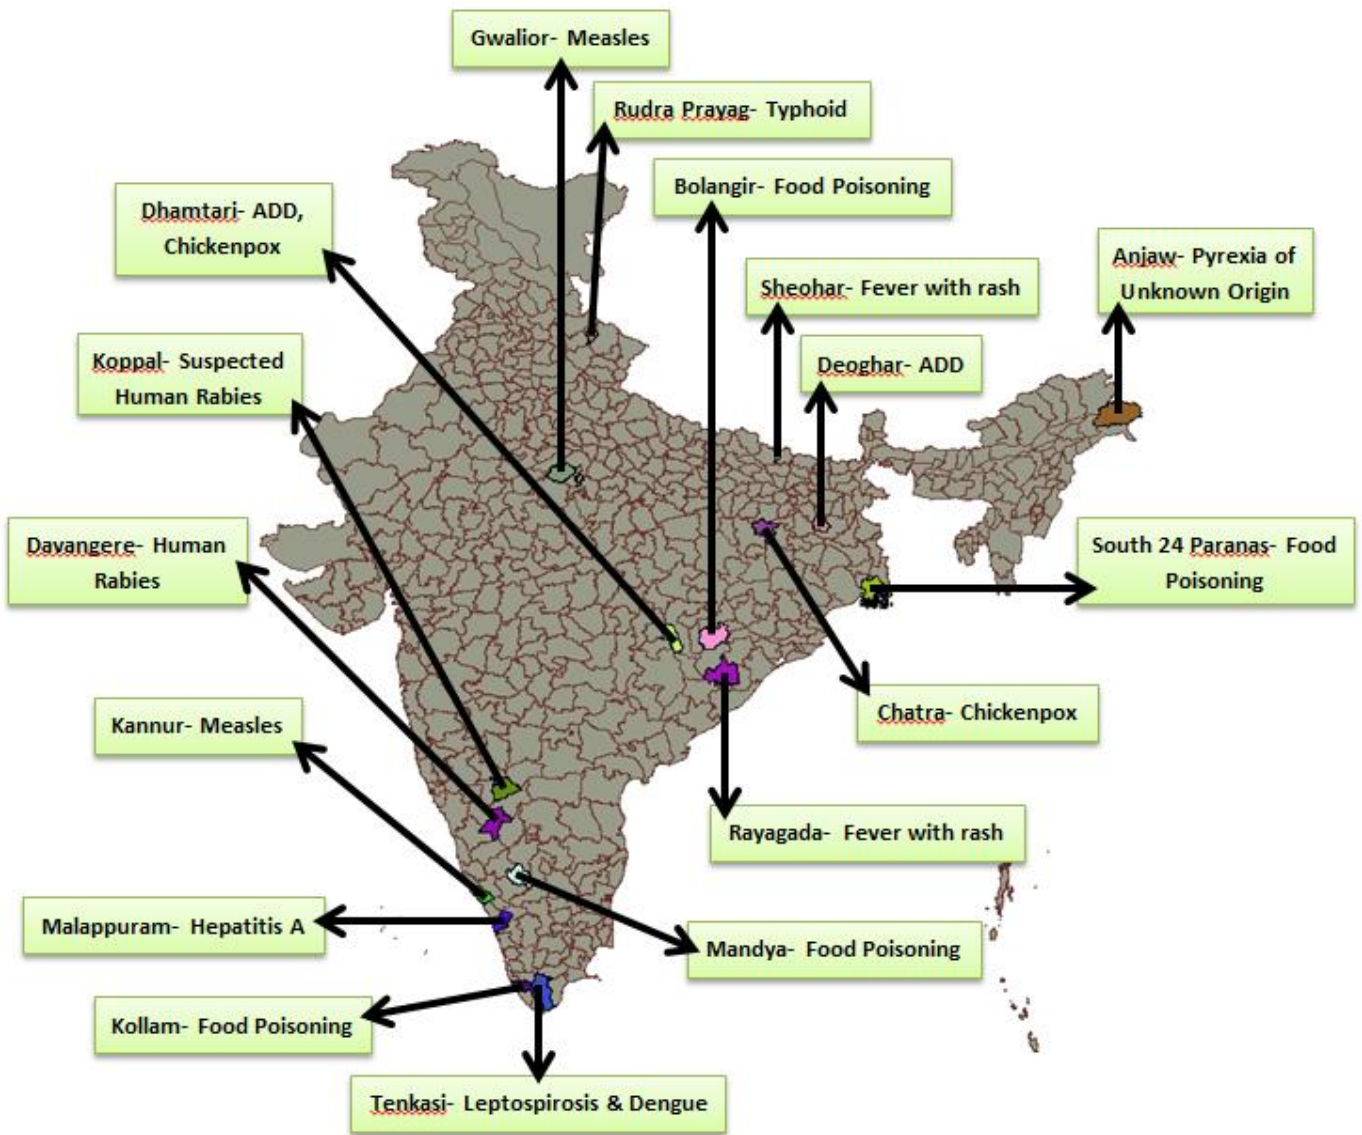 Gwalior- Measles
Rudra Prayag- Typhoid
Bolangir- Food Poisoning
Dhamtari- ADD,
Chickenpox
Anjaw- Pyrexia of
Unknown Origin
Sheohar- Fever with rash
Koppal- Suspected
Human Rabies
Deoghar- ADD
Davangere- Human
Rabies
South 24 Paranas- Food
Poisoning
Kannur- Measles
Chatra- Chickenpox
Rayagada- Fever with rash
Malappuram- Hepatitis A
Mandya- Food Poisoning
Kollam- Food Poisoning
Tenkasi- Leptospirosis & Dengue